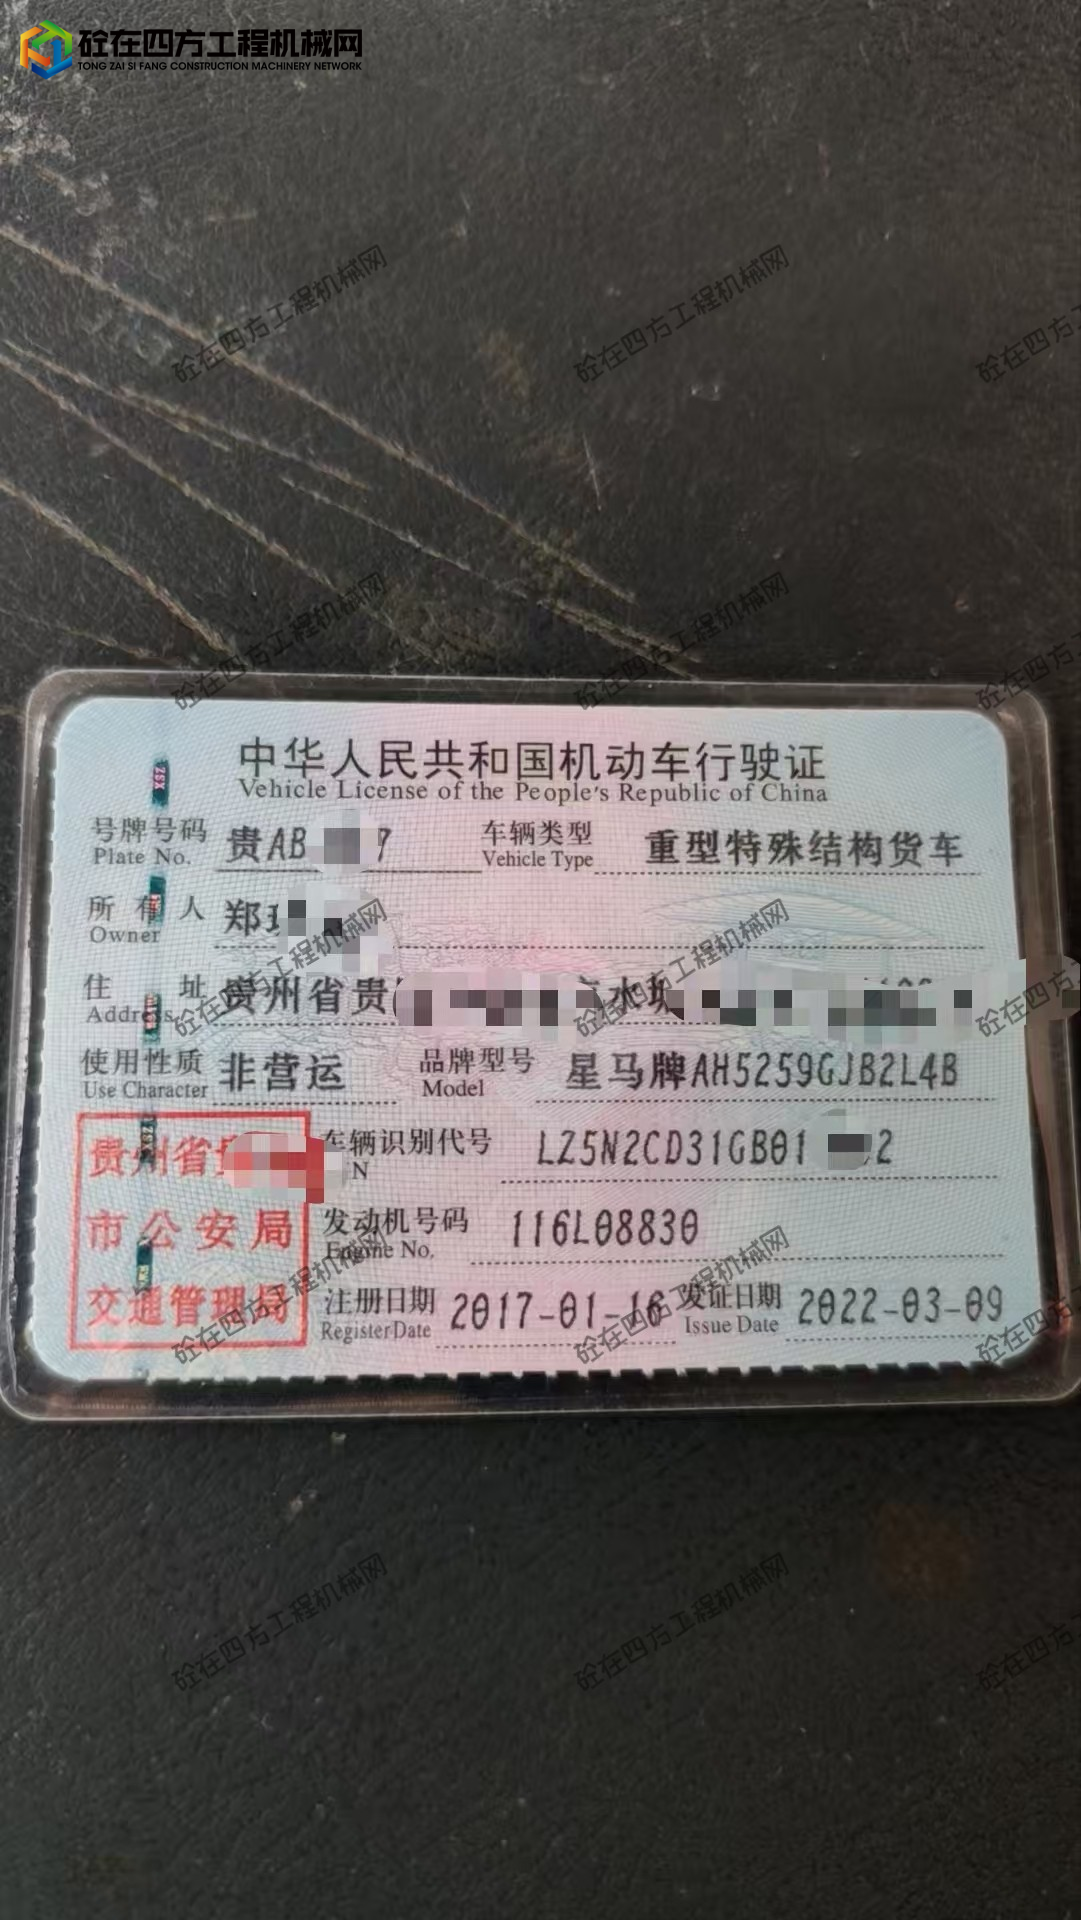 砼在四方工程机械网
TONG ZAI SI FANG CONSTRUCTION MACHINERY NETWORK
中华人民共和国机动车行驶证
Vehicle License of the People's Republic of China
号牌号码 贵AB 7 车辆类型 重型特殊结构货车
Plate No. Vehicle Type
所有人 郑
Owner
住址 贵州省贵 水
Address
使用性质 非营运 品牌型号 星马牌AH5259GJB2L4B
Use Character Model
贵州省 车辆识别代号 LZ5N2CD31GB01 2
N
市公安局 发动机号码 116L08830
Engine No.
交通管理局 注册日期 2017-01-16 发证日期 2022-03-09
Register Date Issue Date